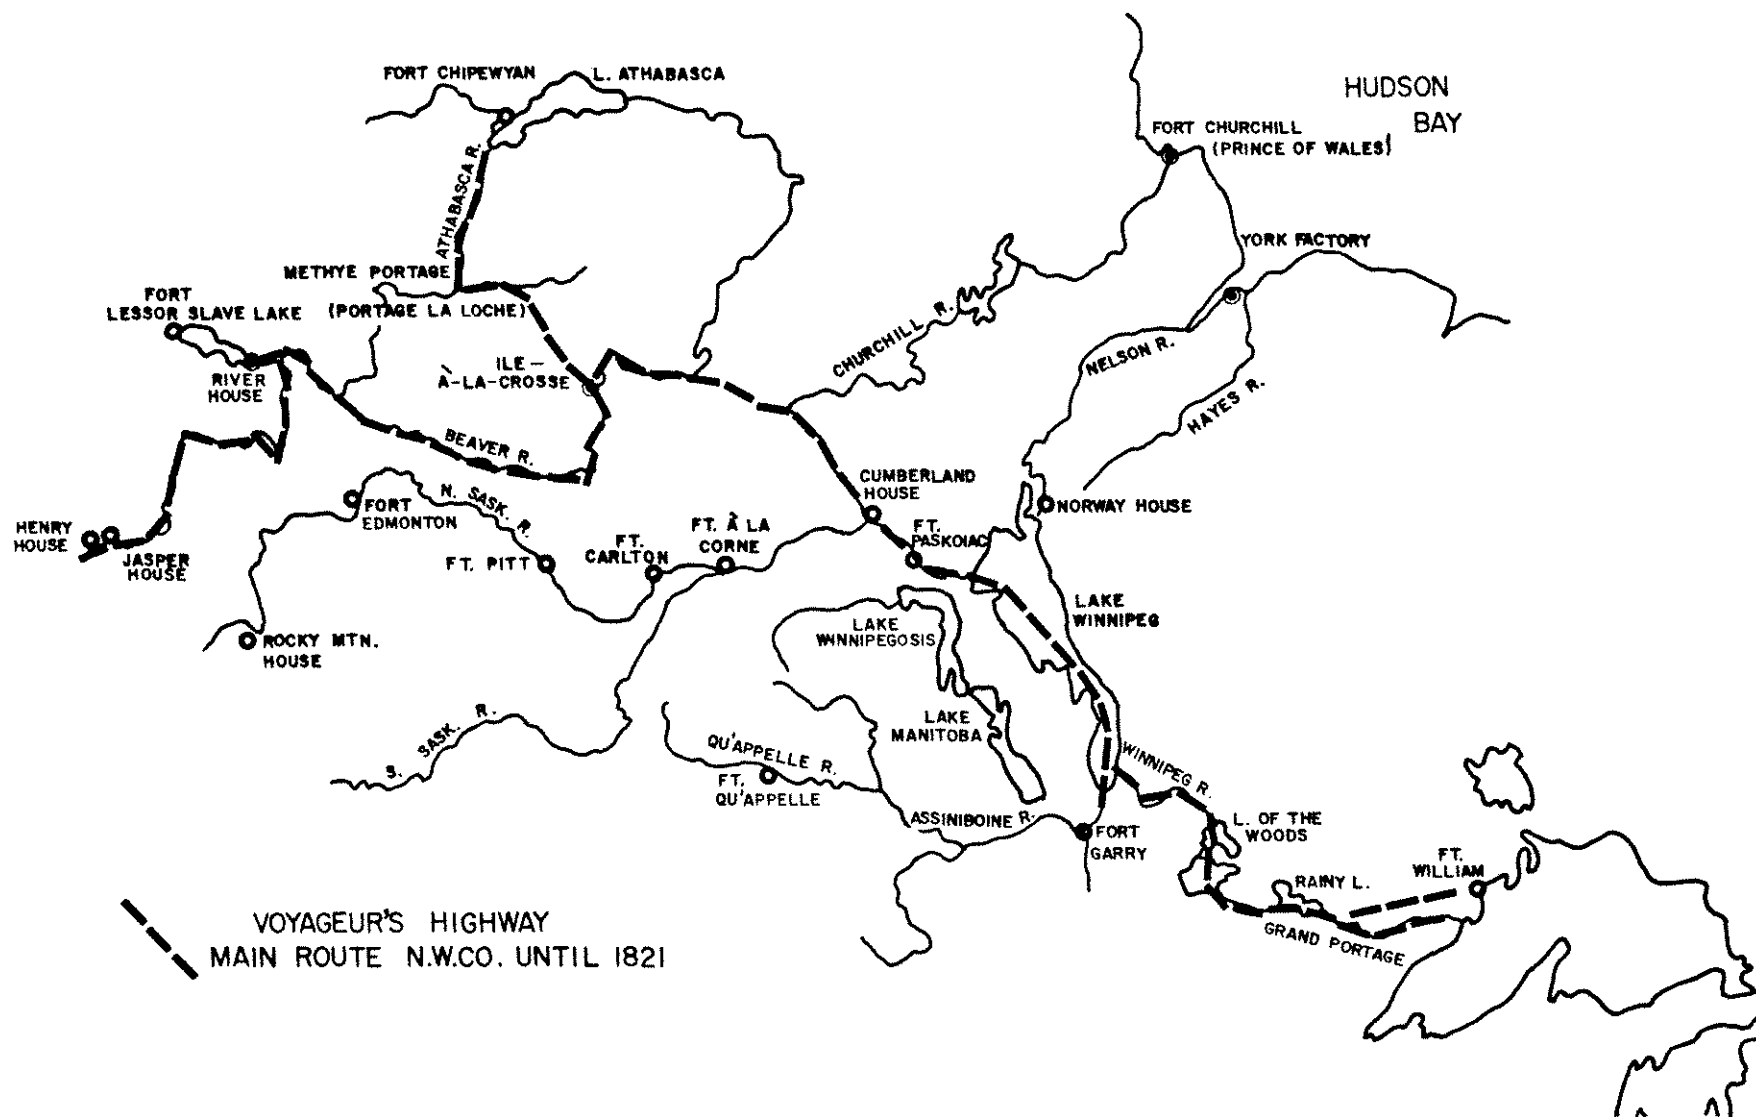 FORT CHIPEWYAN
L. ATHABASCA
HUDSON
BAY
FORT CHURCHILL
(PRINCE OF WALES)
ATHABASCA R.
YORK FACTORY
METHYE PORTAGE
(PORTAGE LA LOCHE)
FORT
LESSOR SLAVE LAKE
CHURCHILL R.
NELSON R.
HAYES R.
ILE-
À-LA-CROSSE
RIVER
HOUSE
BEAVER R.
CUMBERLAND
HOUSE
NORWAY HOUSE
N. SASK. R.
FORT
EDMONTON
FT. À LA
CORNE
FT.
PASKOIAC
HENRY
HOUSE
JASPER
HOUSE
FT. PITT
FT.
CARLTON
LAKE
WINNIPEG
LAKE
WINNIPEGOSIS
ROCKY MTN.
HOUSE
S. SASK. R.
LAKE
MANITOBA
QU'APPELLE R.
FT.
QU'APPELLE
WINNIPEG R.
ASSINIBOINE R.
FORT
GARRY
L. OF THE
WOODS
FT.
WILLIAM
RAINY L.
GRAND PORTAGE
VOYAGEUR'S HIGHWAY
MAIN ROUTE N.W.CO. UNTIL 1821